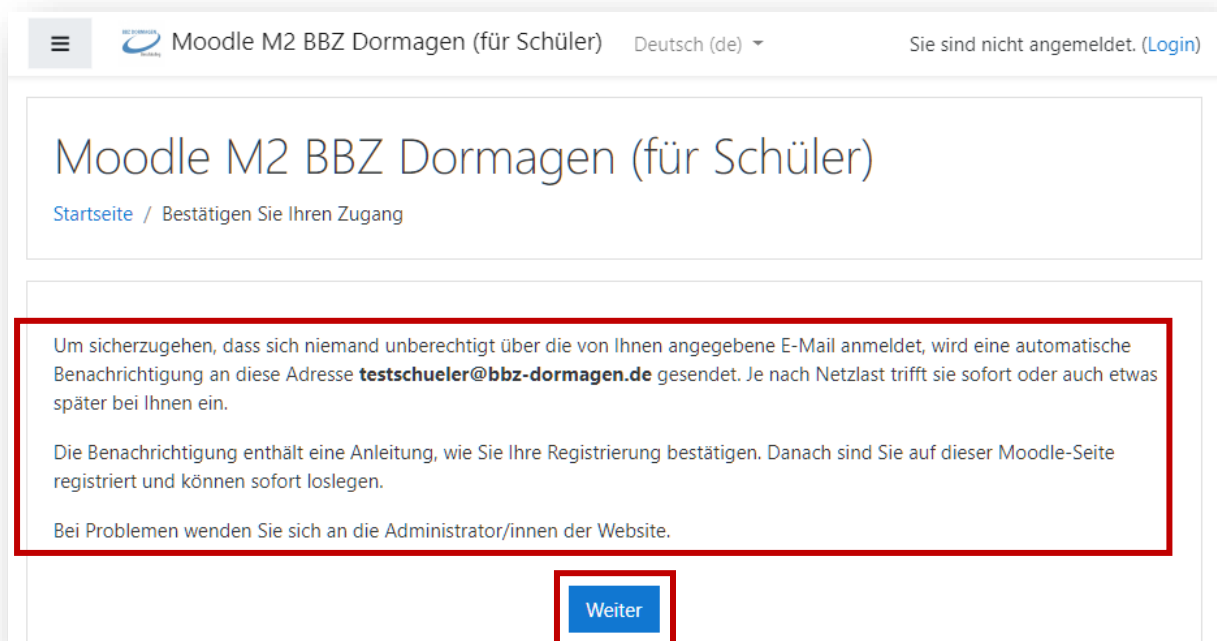 Moodle M2 BBZ Dormagen (für Schüler) Deutsch (de) Sie sind nicht angemeldet. (Login)
Moodle M2 BBZ Dormagen (für Schüler)
Startseite / Bestätigen Sie Ihren Zugang
Um sicherzugehen, dass sich niemand unberechtigt über die von Ihnen angegebene E-Mail anmeldet, wird eine automatische
Benachrichtigung an diese Adresse testschueler@bbz-dormagen.de gesendet. Je nach Netzlast trifft sie sofort oder auch etwas
später bei Ihnen ein.
Die Benachrichtigung enthält eine Anleitung, wie Sie Ihre Registrierung bestätigen. Danach sind Sie auf dieser Moodle-Seite
registriert und können sofort loslegen.
Bei Problemen wenden Sie sich an die Administrator/innen der Website.
Weiter